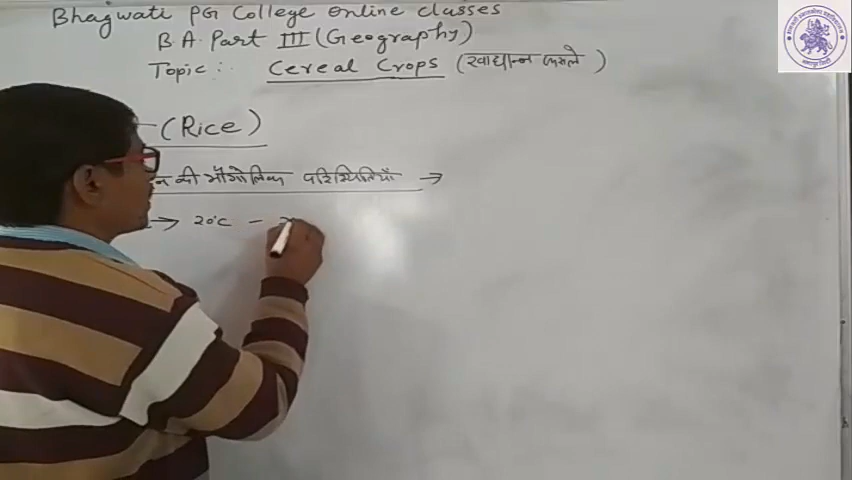 Bhagwati PG College Online classes
B.A. Part III (Geography)
Topic :- Cereal Crops (खाद्यान्न फसले)
(Rice)
की भौगोलिक परिस्थितियाँ →
→ 20°C -